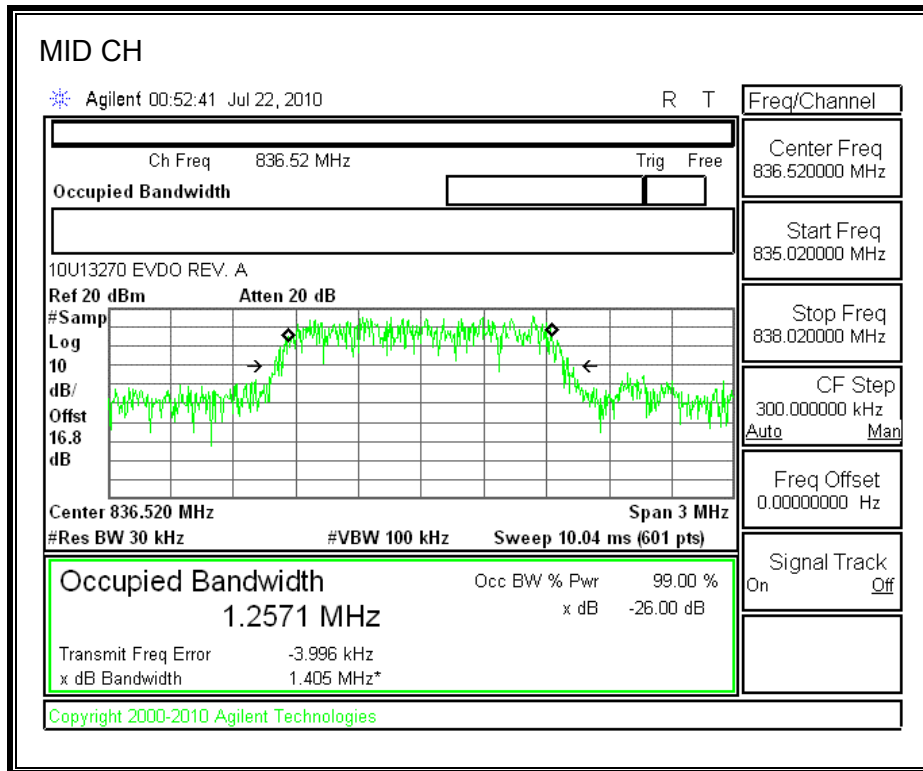 MID CH
Agilent 00:52:41 Jul 22, 2010 R T
Freq/Channel
Ch Freq 836.52 MHz Trig Free
Occupied Bandwidth
10U13270 EVDO REV. A
Ref 20 dBm Atten 20 dB
#Samp
Log
10
dB/
Offst
16.8
dB
Center 836.520 MHz Span 3 MHz
#Res BW 30 kHz #VBW 100 kHz Sweep 10.04 ms (601 pts)
Occupied Bandwidth Occ BW % Pwr 99.00 %
1.2571 MHz x dB -26.00 dB
Transmit Freq Error -3.996 kHz
x dB Bandwidth 1.405 MHz*
Copyright 2000-2010 Agilent Technologies
Center Freq
836.520000 MHz
Start Freq
835.020000 MHz
Stop Freq
838.020000 MHz
CF Step
300.000000 kHz
Auto Man
Freq Offset
0.00000000 Hz
Signal Track
On Off